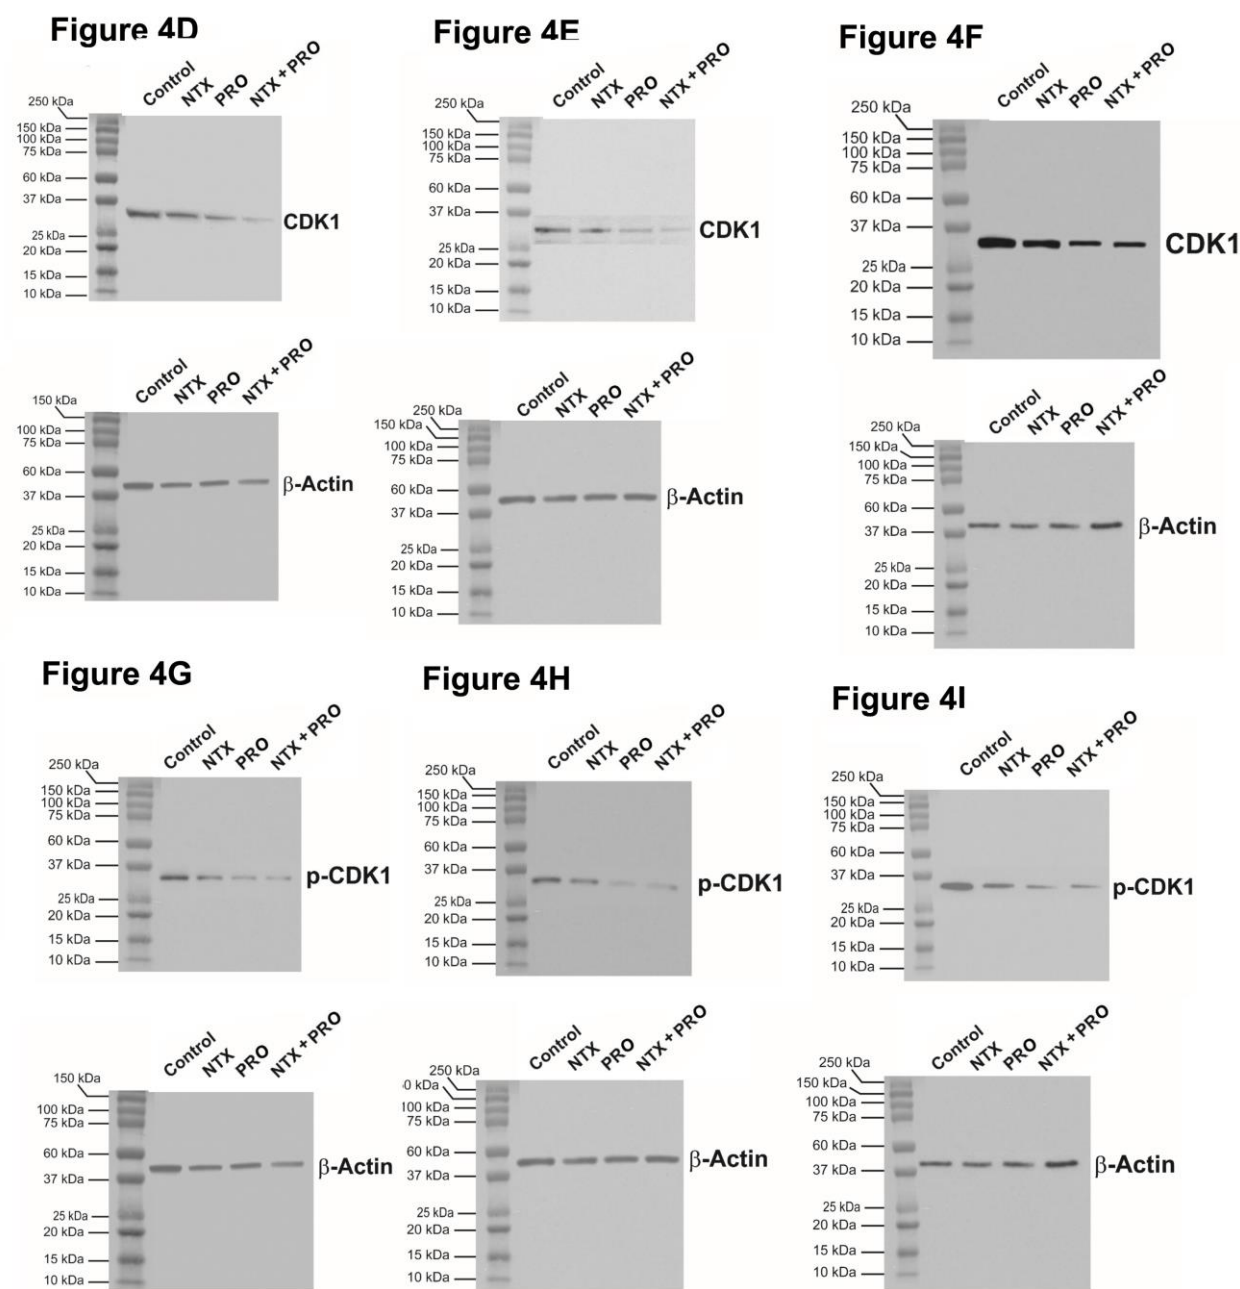 Figure 4D
Control NTX PRO NTX + PRO
250 kDa
150 kDa
100 kDa
75 kDa
60 kDa
37 kDa
25 kDa
20 kDa
15 kDa
10 kDa
CDK1
Control NTX PRO NTX + PRO
150 kDa
100 kDa
75 kDa
60 kDa
37 kDa
25 kDa
20 kDa
15 kDa
10 kDa
β-Actin
Figure 4E
Control NTX PRO NTX + PRO
250 kDa
150 kDa
100 kDa
75 kDa
60 kDa
37 kDa
25 kDa
20 kDa
15 kDa
10 kDa
CDK1
Control NTX PRO NTX + PRO
250 kDa
150 kDa
100 kDa
75 kDa
60 kDa
37 kDa
25 kDa
20 kDa
15 kDa
10 kDa
β-Actin
Figure 4F
Control NTX PRO NTX + PRO
250 kDa
150 kDa
100 kDa
75 kDa
60 kDa
37 kDa
25 kDa
20 kDa
15 kDa
10 kDa
CDK1
Control NTX PRO NTX + PRO
250 kDa
150 kDa
100 kDa
75 kDa
60 kDa
37 kDa
25 kDa
20 kDa
15 kDa
10 kDa
β-Actin
Figure 4G
Control NTX PRO NTX + PRO
250 kDa
150 kDa
100 kDa
75 kDa
60 kDa
37 kDa
25 kDa
20 kDa
15 kDa
10 kDa
p-CDK1
Control NTX PRO NTX + PRO
150 kDa
100 kDa
75 kDa
60 kDa
37 kDa
25 kDa
20 kDa
15 kDa
10 kDa
β-Actin
Figure 4H
Control NTX PRO NTX + PRO
250 kDa
150 kDa
100 kDa
75 kDa
60 kDa
37 kDa
25 kDa
20 kDa
15 kDa
10 kDa
p-CDK1
Control NTX PRO NTX + PRO
250 kDa
0 kDa
100 kDa
75 kDa
60 kDa
37 kDa
25 kDa
20 kDa
15 kDa
10 kDa
β-Actin
Figure 4I
Control NTX PRO NTX + PRO
250 kDa
150 kDa
100 kDa
75 kDa
60 kDa
37 kDa
25 kDa
20 kDa
15 kDa
10 kDa
p-CDK1
Control NTX PRO NTX + PRO
250 kDa
150 kDa
100 kDa
75 kDa
60 kDa
37 kDa
25 kDa
20 kDa
15 kDa
10 kDa
β-Actin